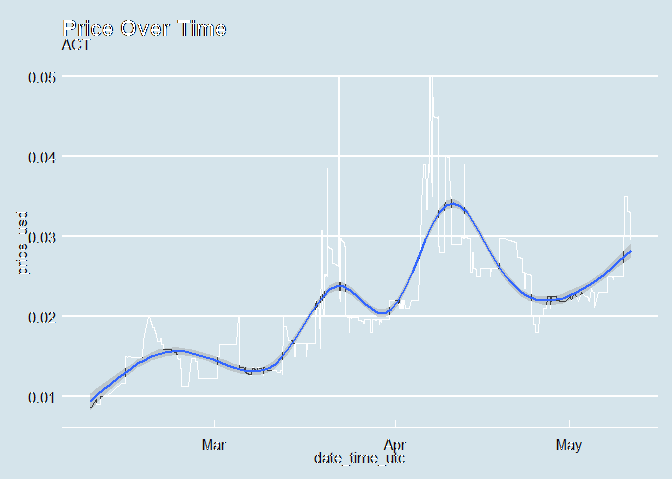 Price Over Time
ACT
0.05
0.04
0.03
0.02
0.01
price_usd
Mar
Apr
May
date_time_utc